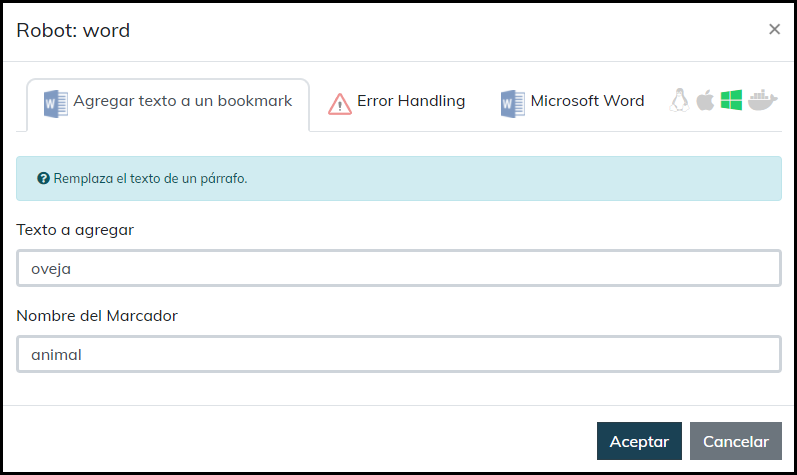 Robot: word
×
Agregar texto a un bookmark
Error Handling
Microsoft Word
Remplaza el texto de un párrafo.
Texto a agregar
oveja
Nombre del Marcador
animal
Aceptar
Cancelar